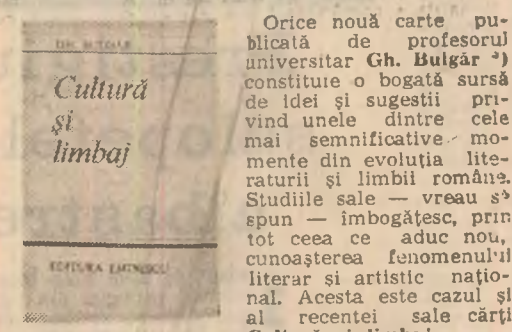 GH. BULGĂR
Cultură
și
limbaj
EDITURA EMINESCU
Orice nouă carte pu-
blicată de profesorul
universitar Gh. Bulgăr *)
constituie o bogată sursă
de idei și sugestii pri-
vind unele dintre cele
mai semnificative mo-
mente din evoluția lite-
raturii și limbii române.
Studiile sale — vreau să
spun — îmbogățesc, prin
tot ceea ce aduc nou,
cunoașterea fenomenului
literar și artistic națio-
nal. Acesta este cazul și
al recentei sale cărți